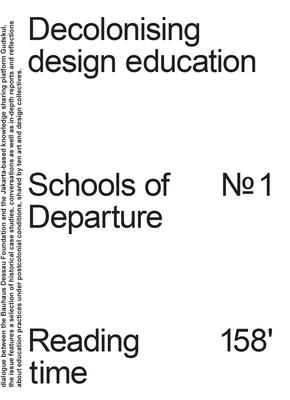 Decolonising
design education
Schools of № 1
Departure
Reading 158'
time
dialogue between the Bauhaus Dessau Foundation and the Jakarta-based knowledge sharing platform Gudskul,
the issue features a selection of historical case studies, conversations as well as in-depth reports and reflections
about education practices under postcolonial conditions, shared by ten art and design collectives.